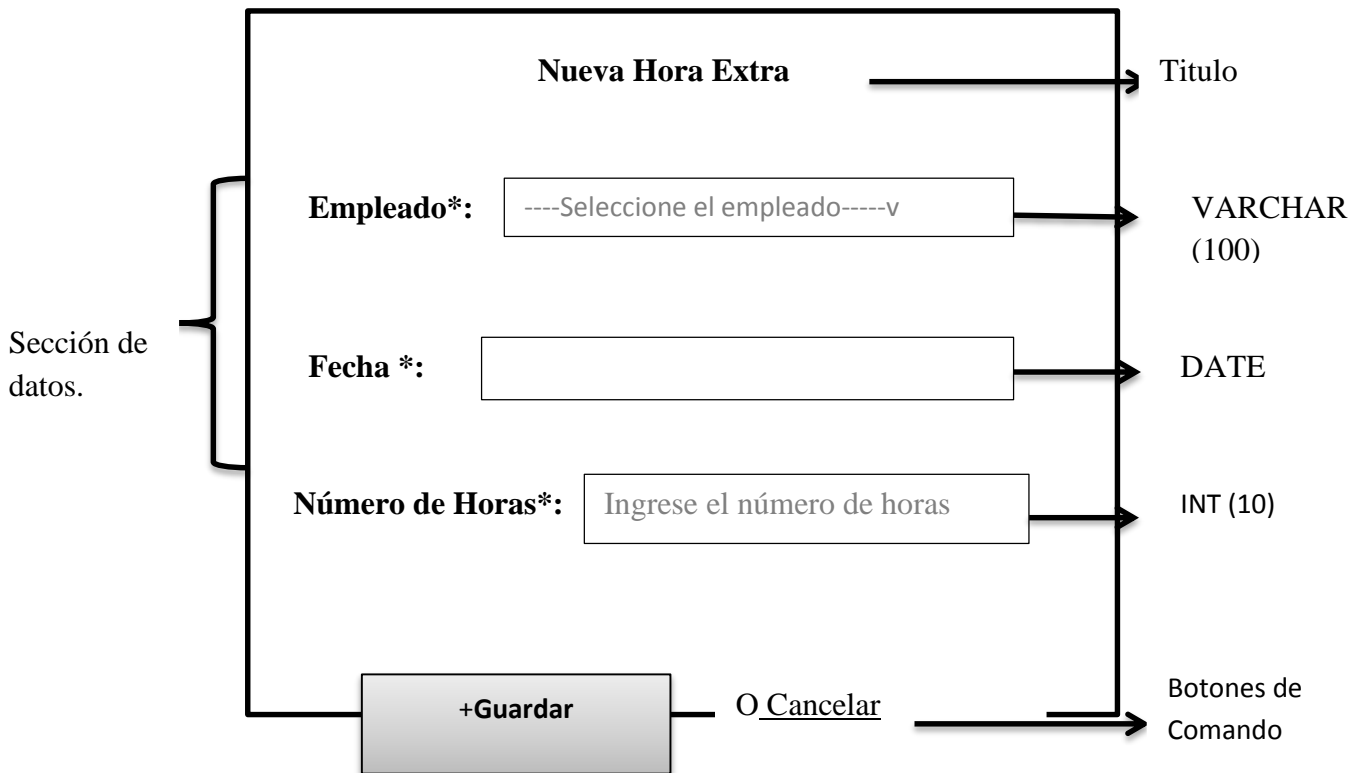 Nueva Hora Extra
Titulo
Empleado*:
----Seleccione el empleado-----v
VARCHAR
(100)
Sección de
datos.
Fecha *:
DATE
Número de Horas*:
Ingrese el número de horas
INT (10)
+Guardar
O Cancelar
Botones de
Comando